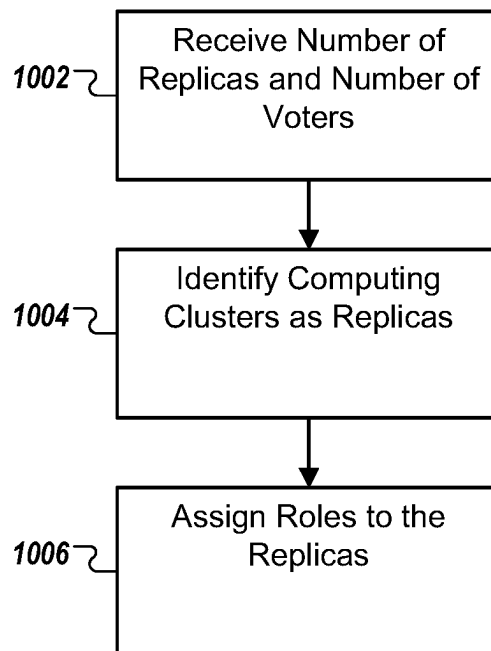 Receive Number of
1002
Replicas and Number of
Voters
Identify Computing
1004
Clusters as Replicas
Assign Roles to the
1006
Replicas